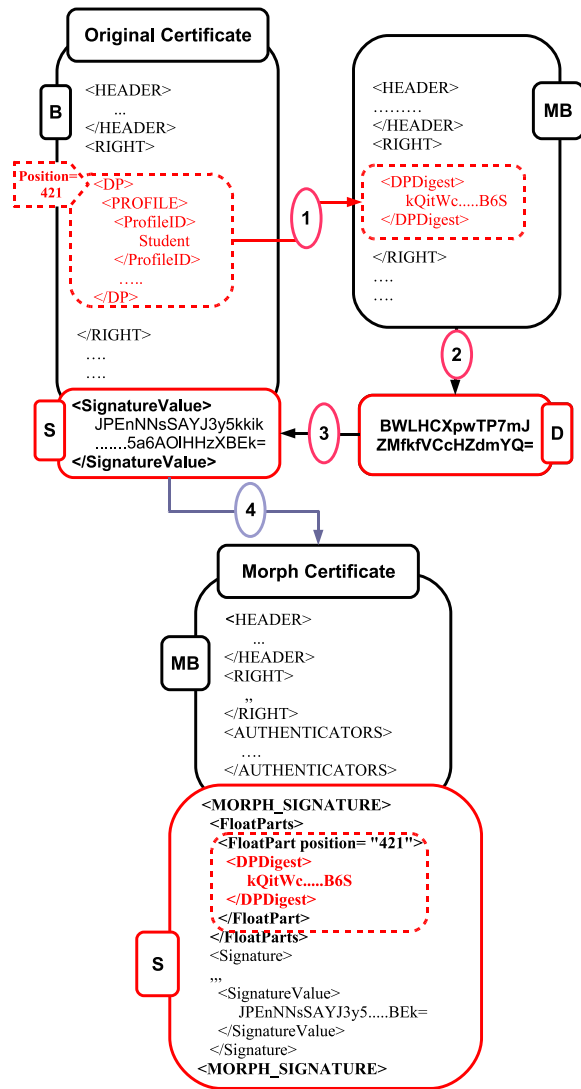 Original Certificate
B
<HEADER>
...
</HEADER>
<RIGHT>
Position=
421
<DP>
<PROFILE>
<ProfileID>
Student
</ProfileID>
…..
</DP>
</RIGHT>
….
….
S
<SignatureValue>
JPEnNNsSAYJ3y5kkik
.......5a6AOlHHzXBEk=
</SignatureValue>
1
MB
<HEADER>
………
</HEADER>
<RIGHT>
<DPDigest>
kQitWc.....B6S
</DPDigest>
</RIGHT>
….
….
2
BWLHCXpwTP7mJ
ZMfkfVCcHZdmYQ=
D
3
4
Morph Certificate
MB
<HEADER>
...
</HEADER>
<RIGHT>
,,
</RIGHT>
<AUTHENTICATORS>
….
</AUTHENTICATORS>
S
<MORPH_SIGNATURE>
<FloatParts>
<FloatPart position= "421">
<DPDigest>
kQitWc.....B6S
</DPDigest>
</FloatPart>
</FloatParts>
<Signature>
,,,
<SignatureValue>
JPEnNNsSAYJ3y5.....BEk=
</SignatureValue>
</Signature>
<MORPH_SIGNATURE>